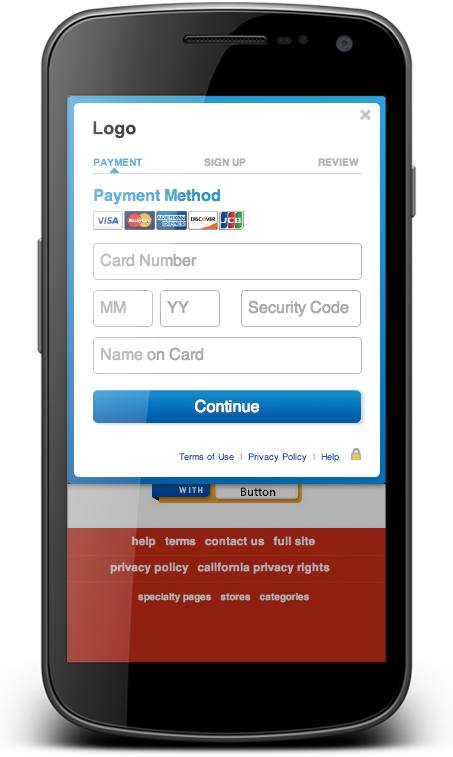 Logo
PAYMENT SIGN UP REVIEW
Payment Method
VISA MasterCard AMERICAN EXPRESS DISCOVER JCB
Card Number
MM YY Security Code
Name on Card
Continue
Terms of Use | Privacy Policy | Help
WITH Button
help terms contact us full site
privacy policy california privacy rights
specialty pages stores categories